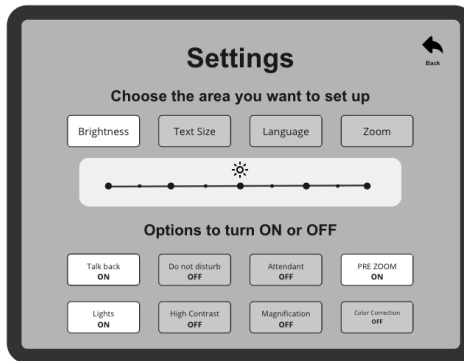 Settings
Back
Choose the area you want to set up
Brightness
Text Size
Language
Zoom
Options to turn ON or OFF
Talk back
ON
Do not disturb
OFF
Attendant
OFF
PRE ZOOM
ON
Lights
ON
High Contrast
OFF
Magnification
OFF
Color Correction
OFF